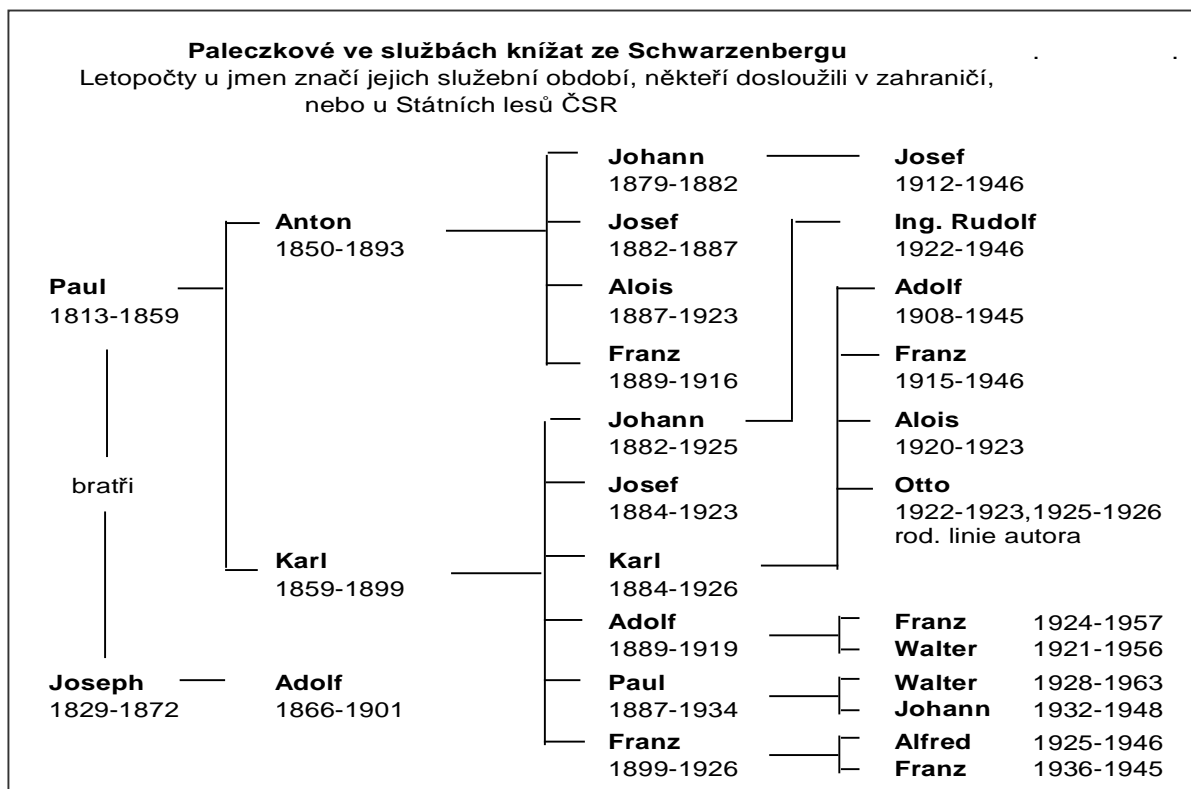 Paleczkové ve službách knížat ze Schwarzenbergu . .
Letopočty u jmen značí jejich služební období, někteří dosloužili v zahraničí,
nebo u Státních lesů ČSR
Johann Josef
1879-1882 1912-1946
Anton Josef Ing. Rudolf
1850-1893 1882-1887 1922-1946
Paul Alois Adolf
1813-1859 1887-1923 1908-1945
Franz Franz
1889-1916 1915-1946
Johann Alois
1882-1925 1920-1923
bratři Josef Otto
1884-1923 1922-1923,1925-1926
rod. linie autora
Karl Karl
1859-1899 1884-1926
Adolf Franz 1924-1957
1889-1919 Walter 1921-1956
Joseph Adolf Paul Walter 1928-1963
1829-1872 1866-1901 1887-1934 Johann 1932-1948
Franz Alfred 1925-1946
1899-1926 Franz 1936-1945